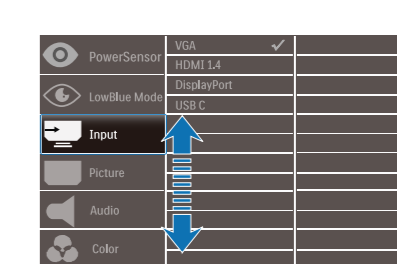 PowerSensor
LowBlue Mode
Input
Picture
Audio
Color
VGA
HDMI 1.4
DisplayPort
USB C